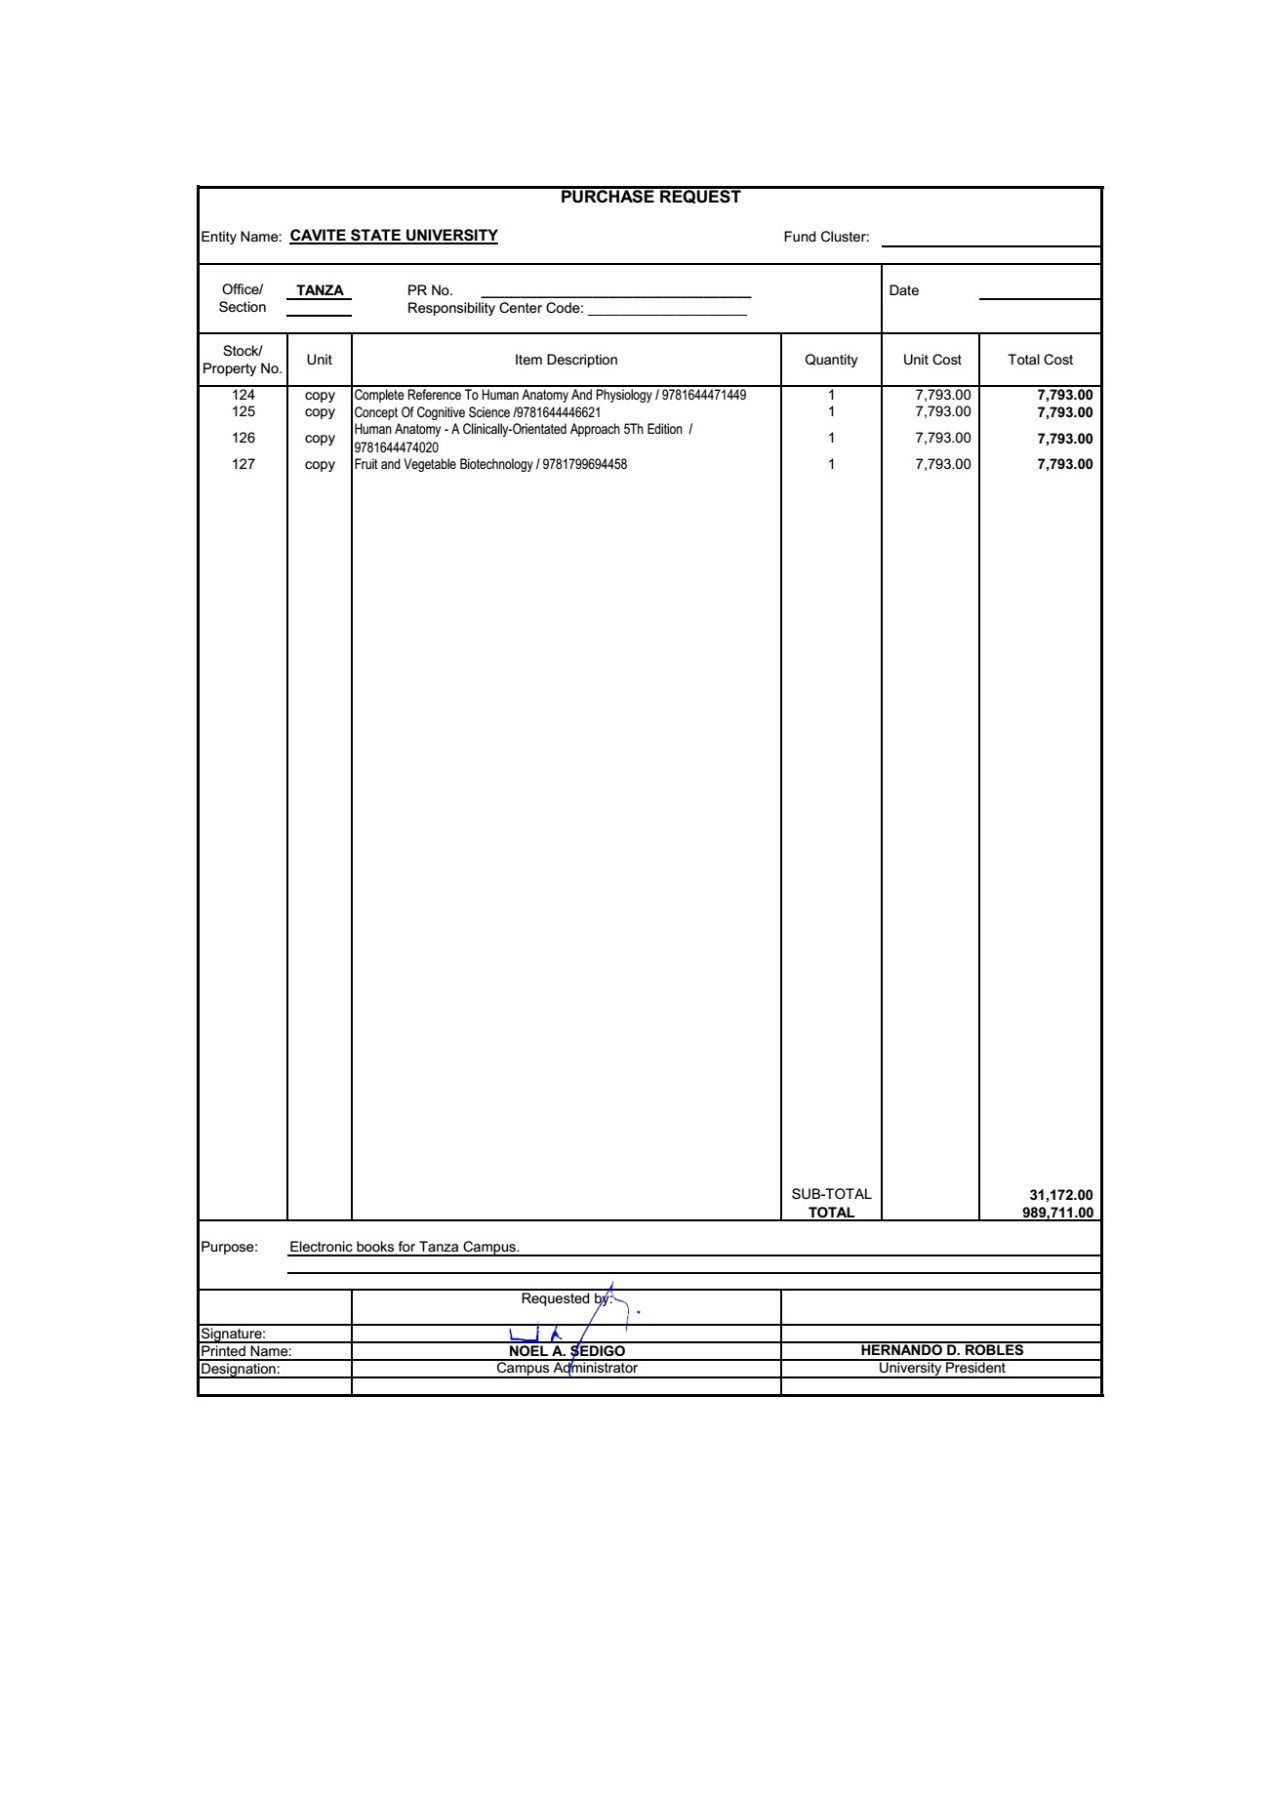 PURCHASE REQUEST
Entity Name: CAVITE STATE UNIVERSITY Fund Cluster:
Office/ Section TANZA PR No. Date
Responsibility Center Code:
Stock/ Property No. Unit Item Description Quantity Unit Cost Total Cost
124 copy Complete Reference To Human Anatomy And Physiology / 9781644471449 1 7,793.00 7,793.00
125 copy Concept Of Cognitive Science /9781644446621 1 7,793.00 7,793.00
126 copy Human Anatomy - A Clinically-Orientated Approach 5Th Edition / 1 7,793.00 7,793.00
9781644474020
127 copy Fruit and Vegetable Biotechnology / 9781799694458 1 7,793.00 7,793.00
SUB-TOTAL 31,172.00
TOTAL 989,711.00
Purpose: Electronic books for Tanza Campus.
Requested by:
Signature:
Printed Name: NOEL A. SEDIGO HERNANDO D. ROBLES
Designation: Campus Administrator University President